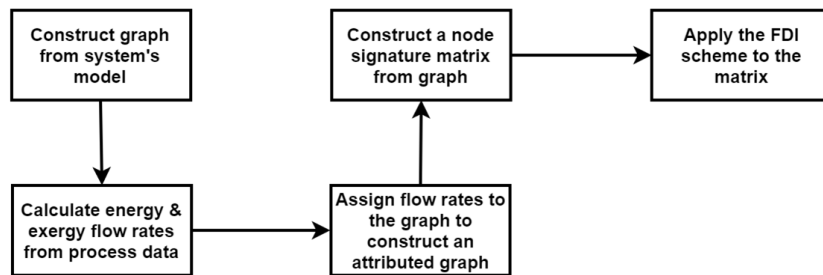 Construct graph
from system's
model
Calculate energy &
exergy flow rates
from process data
Assign flow rates to
the graph to
construct an
attributed graph
Construct a node
signature matrix
from graph
Apply the FDI
scheme to the
matrix